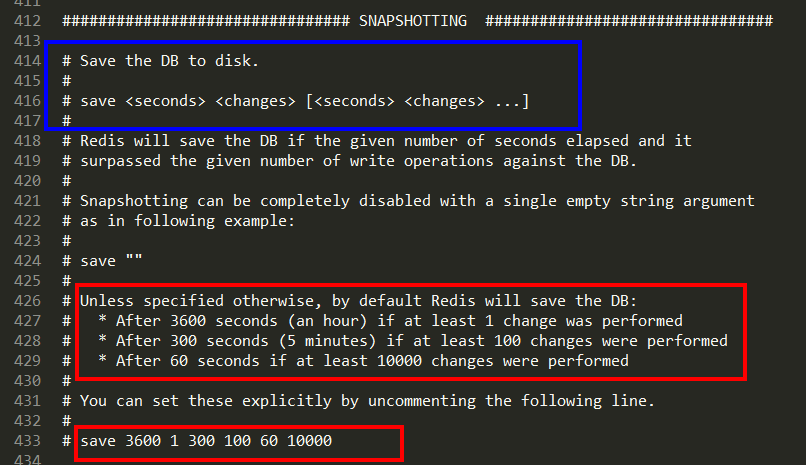 411
412 ################################ SNAPSHOTTING ################################
413
414 # Save the DB to disk.
415 #
416 # save <seconds> <changes> [<seconds> <changes> ...]
417 #
418 # Redis will save the DB if the given number of seconds elapsed and it
419 # surpassed the given number of write operations against the DB.
420 #
421 # Snapshotting can be completely disabled with a single empty string argument
422 # as in following example:
423 #
424 # save ""
425 #
426 # Unless specified otherwise, by default Redis will save the DB:
427 #   * After 3600 seconds (an hour) if at least 1 change was performed
428 #   * After 300 seconds (5 minutes) if at least 100 changes were performed
429 #   * After 60 seconds if at least 10000 changes were performed
430 #
431 # You can set these explicitly by uncommenting the following line.
432 #
433 # save 3600 1 300 100 60 10000
434